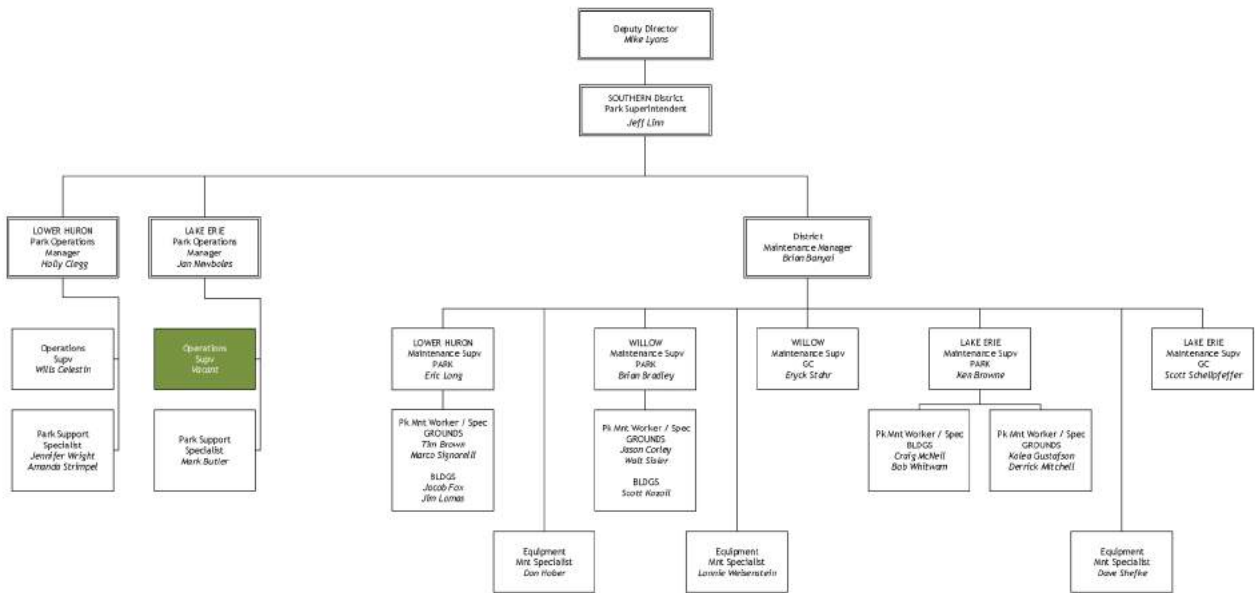 Deputy Director
Mike Lyons
SOUTHERN District
Park Superintendent
Jeff Linn
LOWER HURON
Park Operations
Manager
Holly Clegg
LAKE ERIE
Park Operations
Manager
Jan Newboles
District
Maintenance Manager
Brian Banyai
Operations
Supv
Wills Celestin
Operations
Supv
Vacant
LOWER HURON
Maintenance Supv
PARK
Eric Long
WILLOW
Maintenance Supv
PARK
Brian Bradley
WILLOW
Maintenance Supv
GC
Eryck Stahr
LAKE ERIE
Maintenance Supv
PARK
Ken Browne
LAKE ERIE
Maintenance Supv
GC
Scott Schellpfeffer
Park Support
Specialist
Jennifer Wright
Amanda Strimpel
Park Support
Specialist
Mark Butler
Pk Mnt Worker / Spec
GROUNDS
Tim Brown
Marco Signorelli
BLDGS
Jacob Fox
Jim Lomas
Pk Mnt Worker / Spec
GROUNDS
Jason Corley
Walt Sisler
BLDGS
Scott
Pk Mnt Worker / Spec
BLDGS
Craig McNeil
Bob Whitwam
Pk Mnt Worker / Spec
GROUNDS
Kalea Gustafson
Derrick Mitchell
Equipment
Mnt Specialist
Don
Equipment
Mnt Specialist
Lonnie Weisenstein
Equipment
Mnt Specialist
Dave Shefke